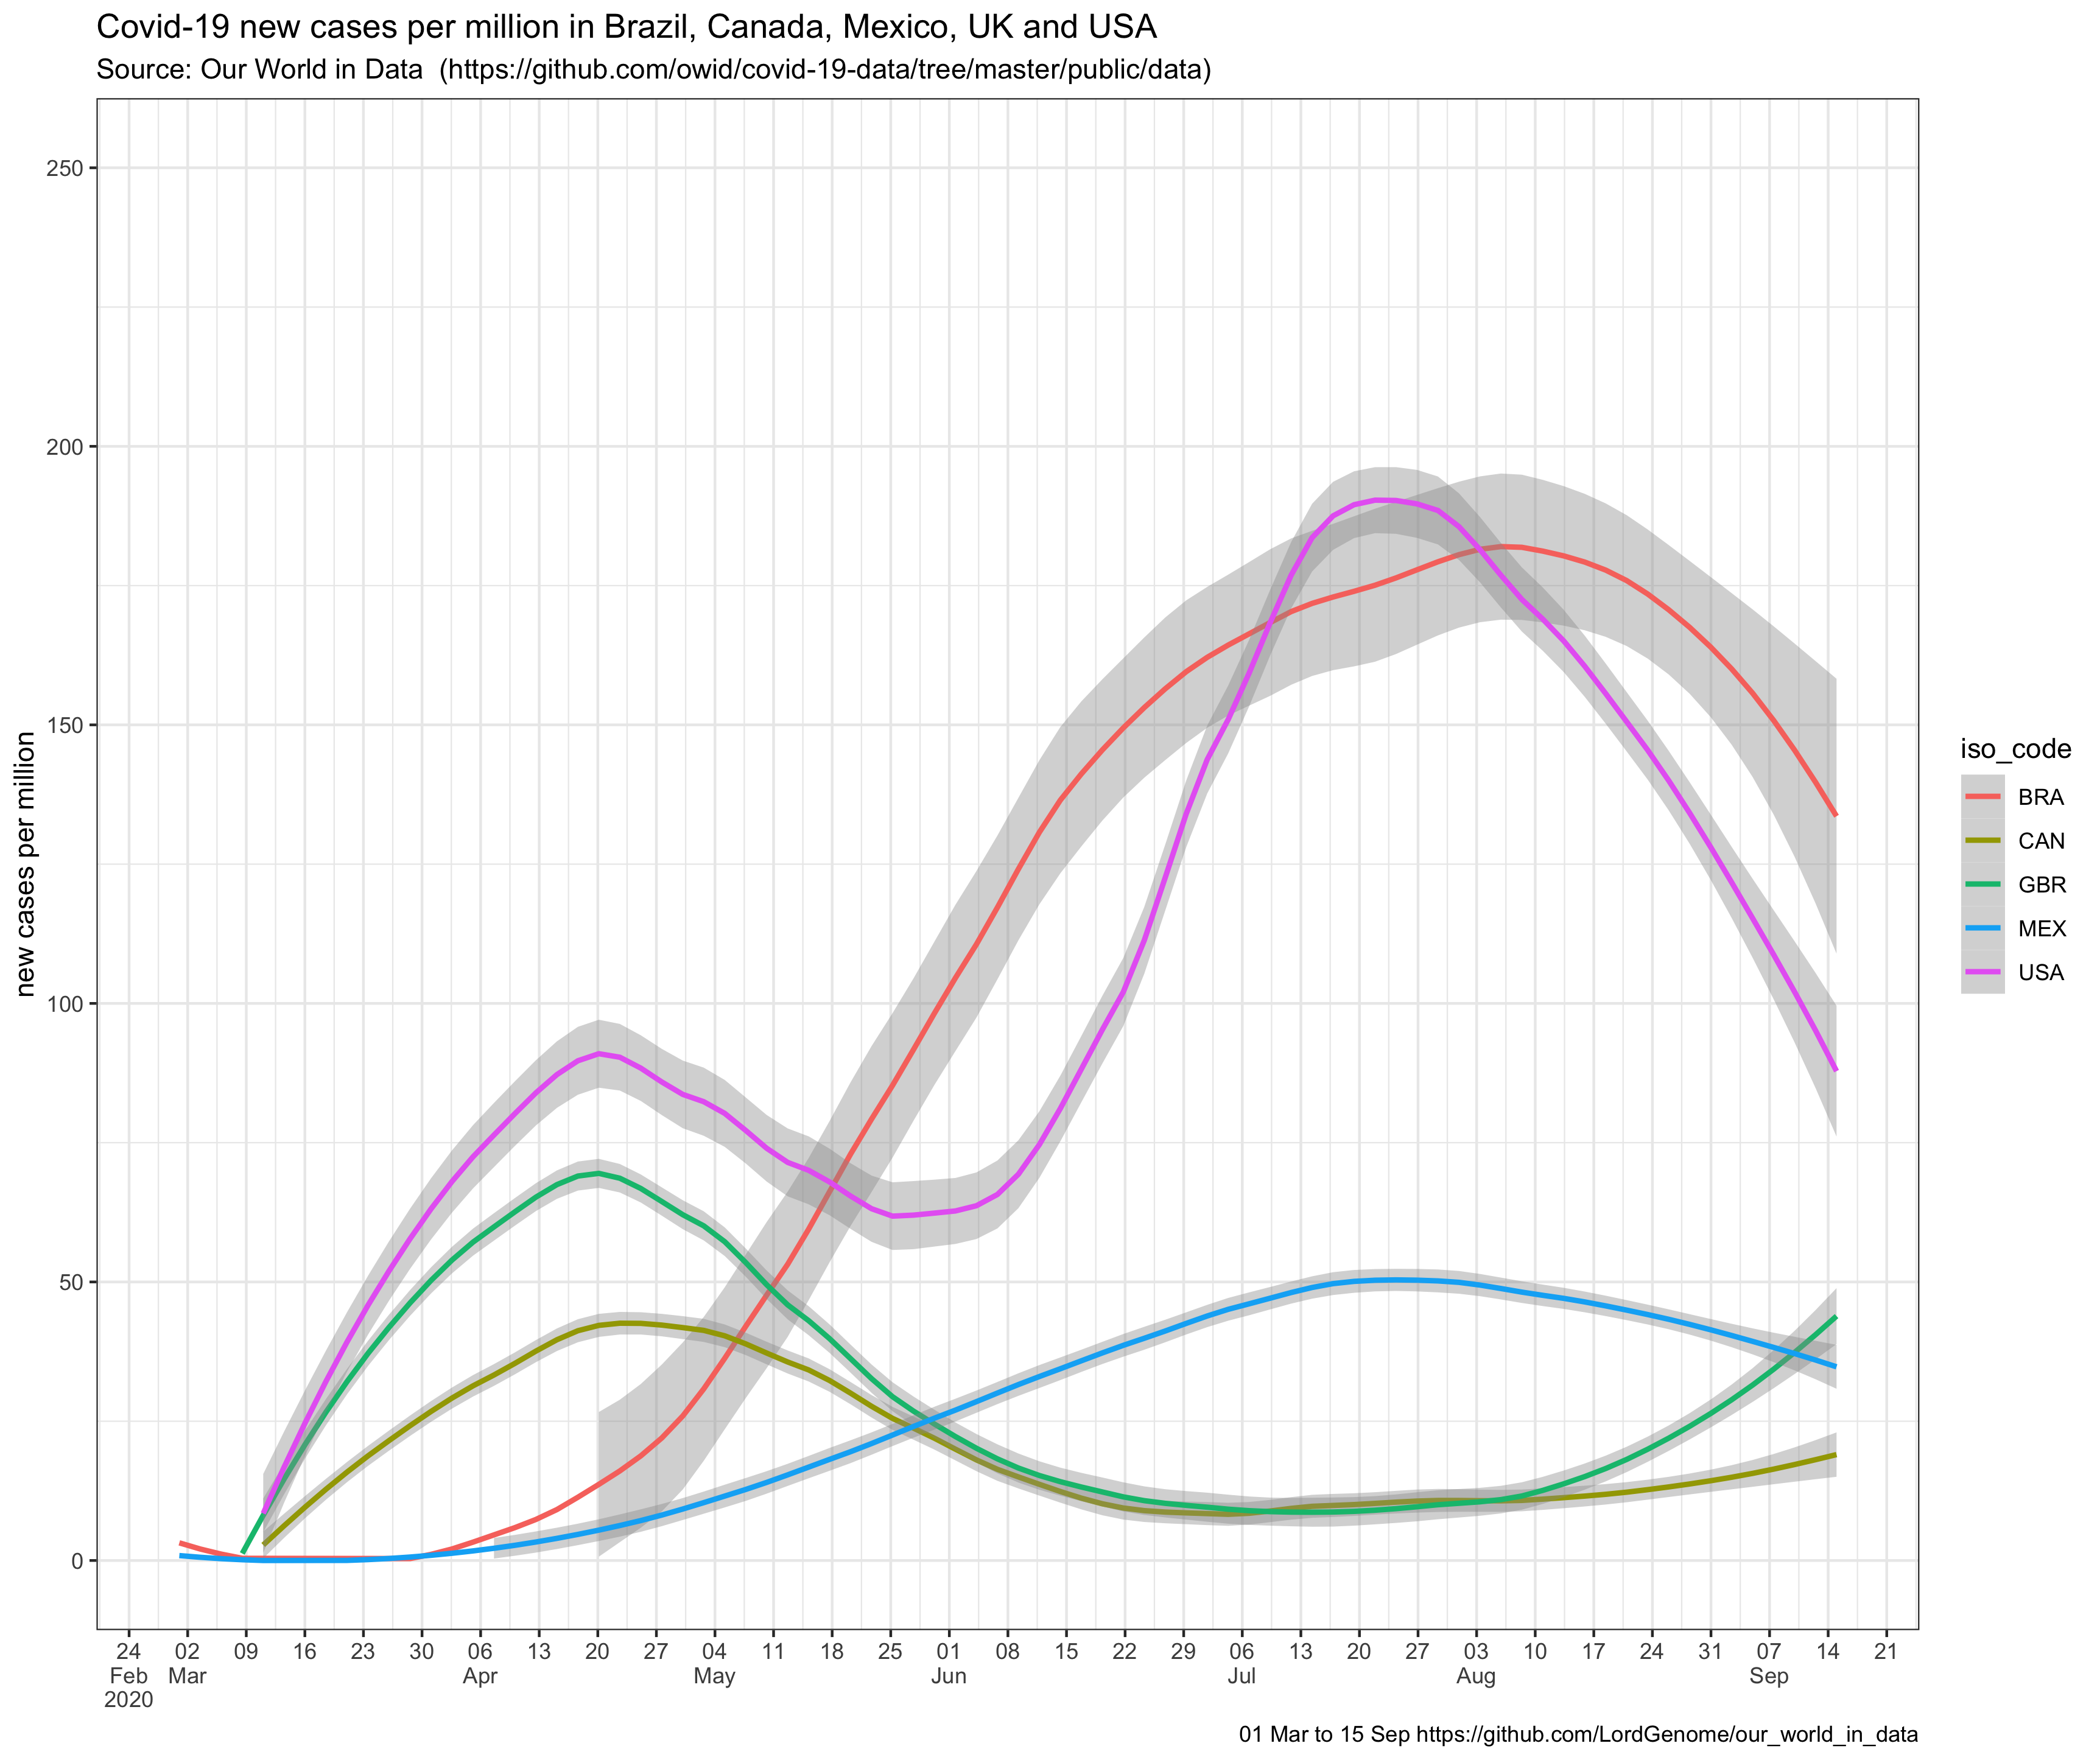 Covid-19 new cases per million in Brazil, Canada, Mexico, UK and USA
Source: Our World in Data  (https://github.com/owid/covid-19-data/tree/master/public/data)
250
200
150
100
50
0
new cases per million
24 02 09 16 23 30 06 13 20 27 04 11 18 25 01 08 15 22 29 06 13 20 27 03 10 17 24 31 07 14 21
Feb Mar Apr May Jun Jul Aug Sep
2020
iso_code
BRA
CAN
GBR
MEX
USA
01 Mar to 15 Sep https://github.com/LordGenome/our_world_in_data